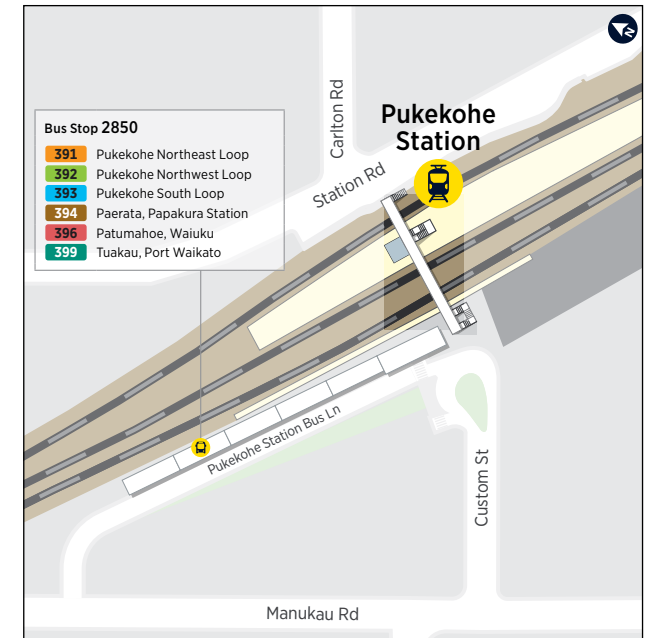 N
Carlton Rd
Pukekohe
Station
Station Rd
Bus Stop 2850
391 Pukekohe Northeast Loop
392 Pukekohe Northwest Loop
393 Pukekohe South Loop
394 Paerata, Papakura Station
396 Patumahoe, Waiuku
399 Tuakau, Port Waikato
Pukekohe Station Bus Ln
Custom St
Manukau Rd